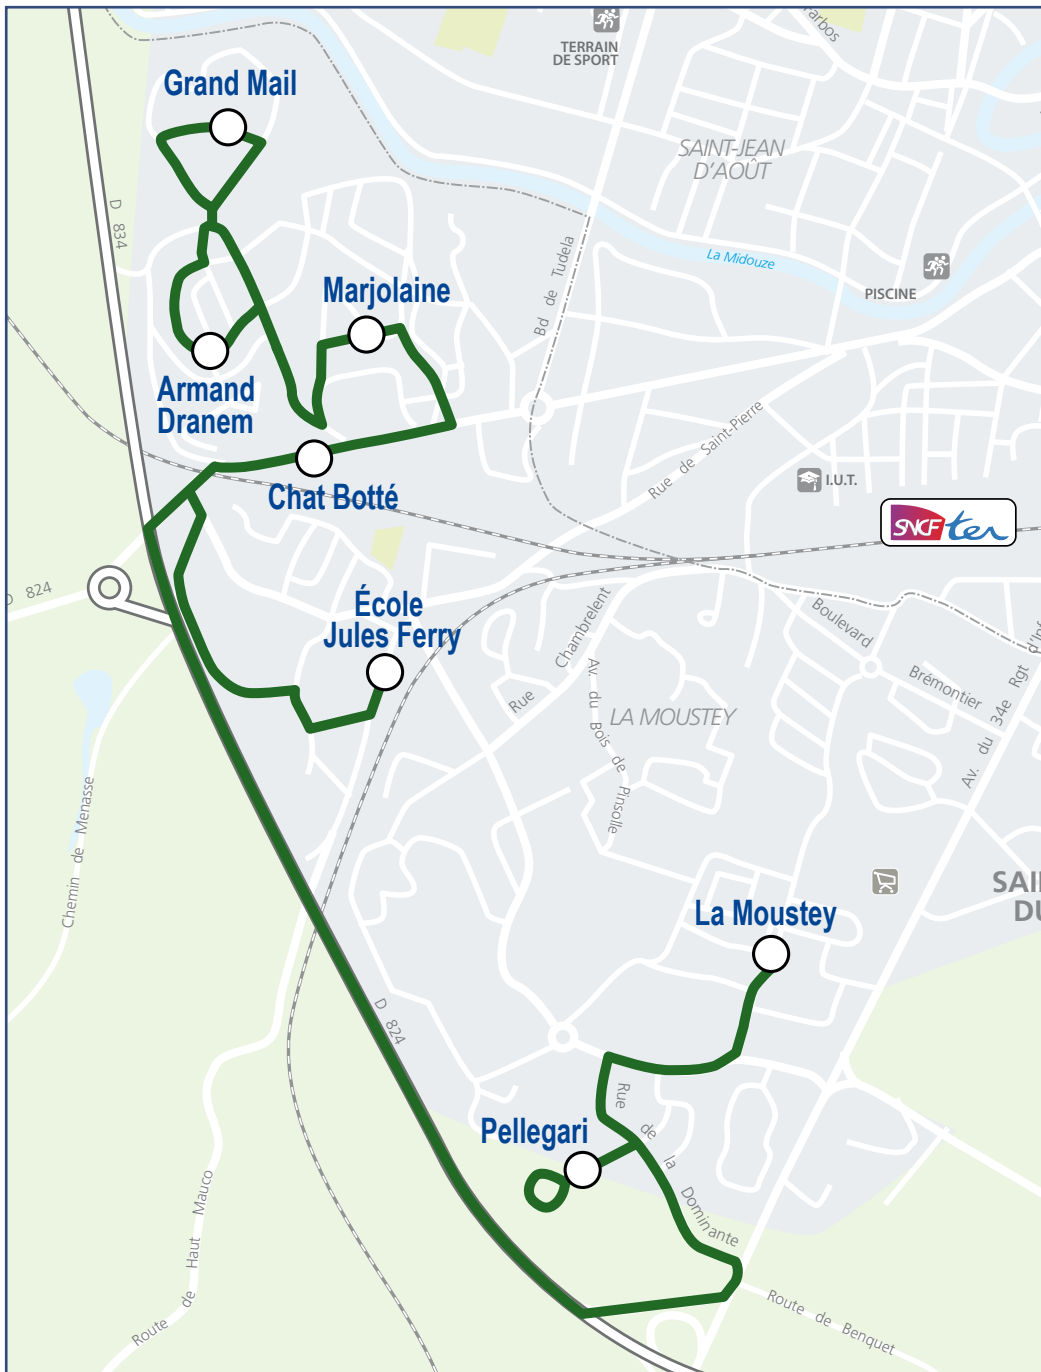 arbos
TERRAIN
DE SPORT
Grand Mail
SAINT-JEAN
D'AOÛT
D 834
La Midouze
Bd de Tudela
PISCINE
Marjolaine
Armand
Dranem
Rue de Saint-Pierre
Chat Botté
I.U.T.
SNCF ter
D 824
École
Jules Ferry
Rue Chambrelent
Boulevard Brémontier
Av. du 34e Rgt d'Inf
Av. du Bois de Pinsolle
LA MOUSTEY
Chemin de Menasse
SAI
DU
La Moustey
D 824
Rue de la Dominante
Pellegari
Route de Haut Mauco
Route de Benquet